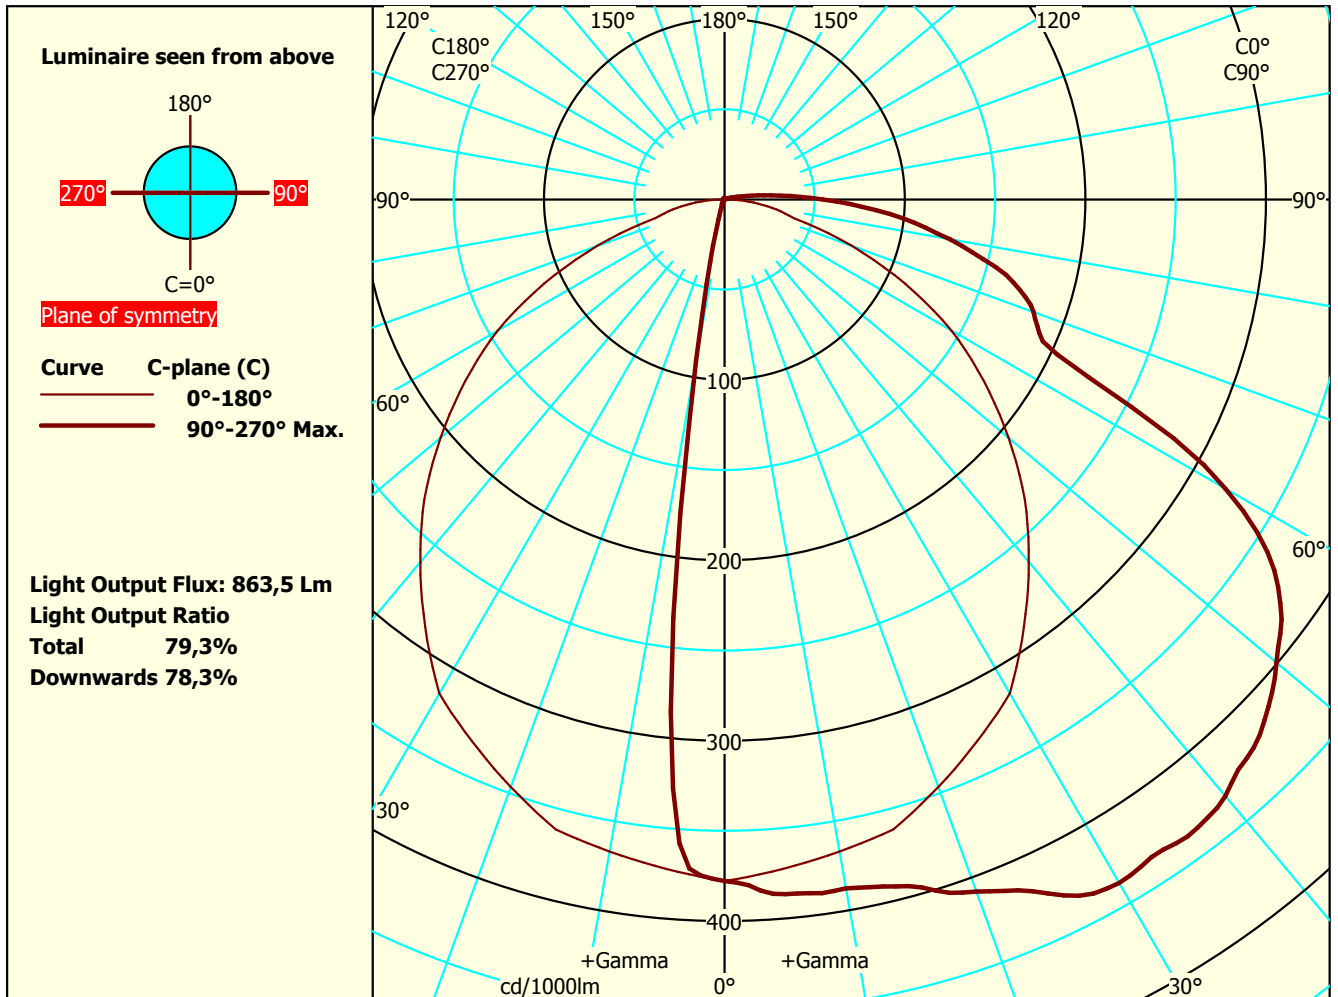 Luminaire seen from above
180°
270°
90°
C=0°
Plane of symmetry
Curve C-plane (C)
0°-180°
90°-270° Max.
Light Output Flux: 863,5 Lm
Light Output Ratio
Total 79,3%
Downwards 78,3%
120° 150° 180° 150° 120°
C180° C0°
C270° C90°
90° 90°
100
60°
200
60°
300
30°
400
+Gamma +Gamma
cd/1000lm 0° 30°